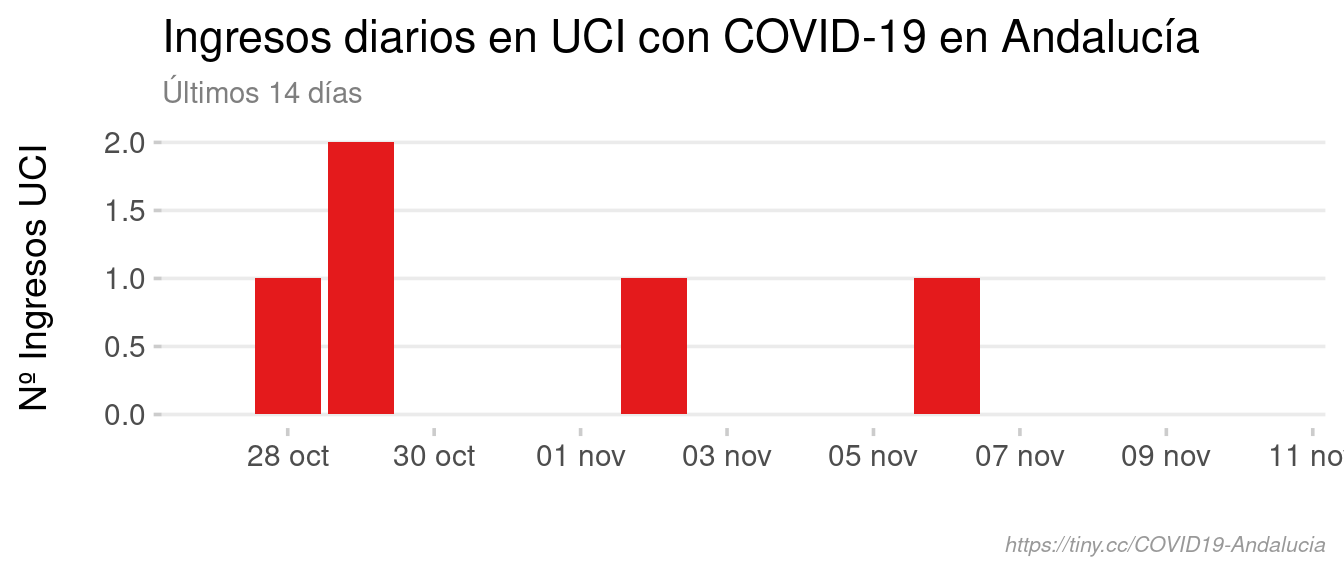 Ingresos diarios en UCI con COVID-19 en Andalucía
Últimos 14 días
Nº Ingresos UCI
2.0
1.5
1.0
0.5
0.0
28 oct 30 oct 01 nov 03 nov 05 nov 07 nov 09 nov 11 no
https://tiny.cc/COVID19-Andalucia